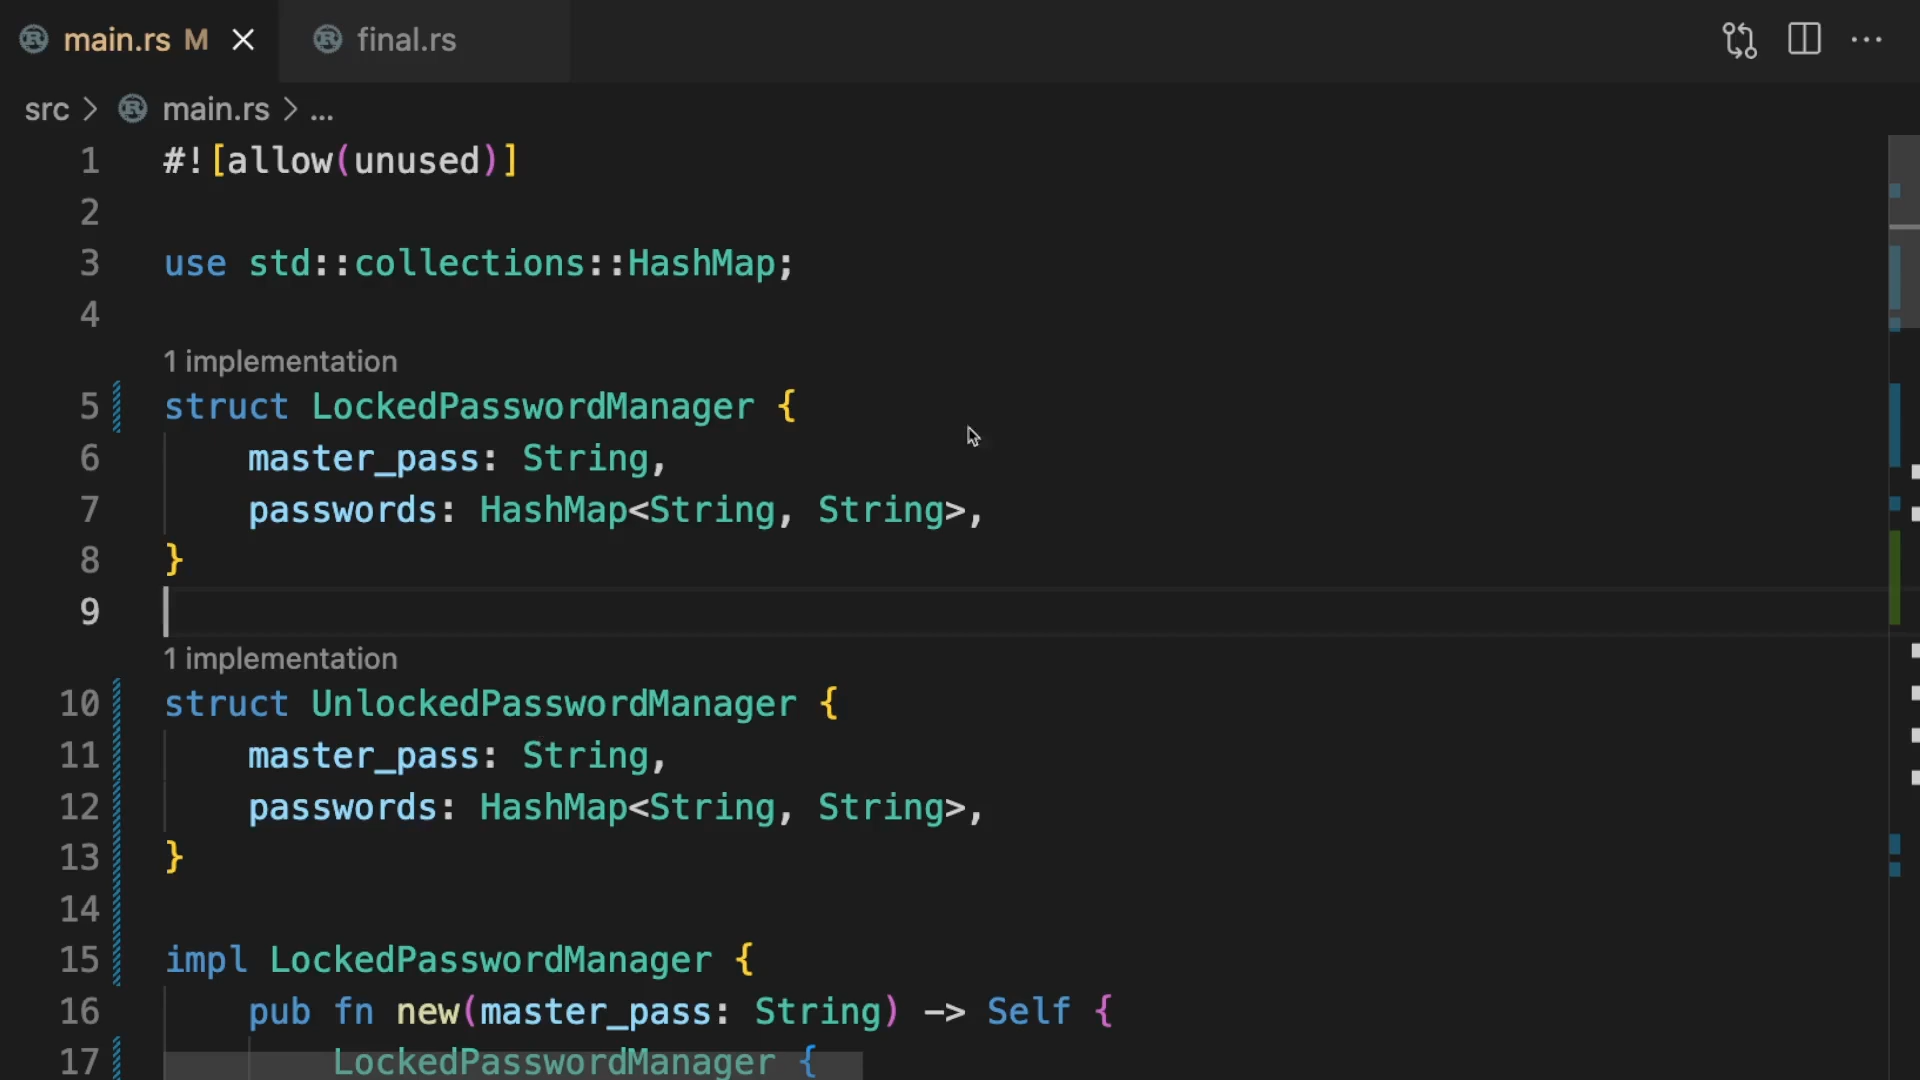 main.rs M
final.rs
src > main.rs > ...
1 #![allow(unused)]
2
3 use std::collections::HashMap;
4
1 implementation
5 struct LockedPasswordManager {
6     master_pass: String,
7     passwords: HashMap<String, String>,
8 }
9
1 implementation
10 struct UnlockedPasswordManager {
11     master_pass: String,
12     passwords: HashMap<String, String>,
13 }
14
15 impl LockedPasswordManager {
16     pub fn new(master_pass: String) -> Self {
17         LockedPasswordManager {